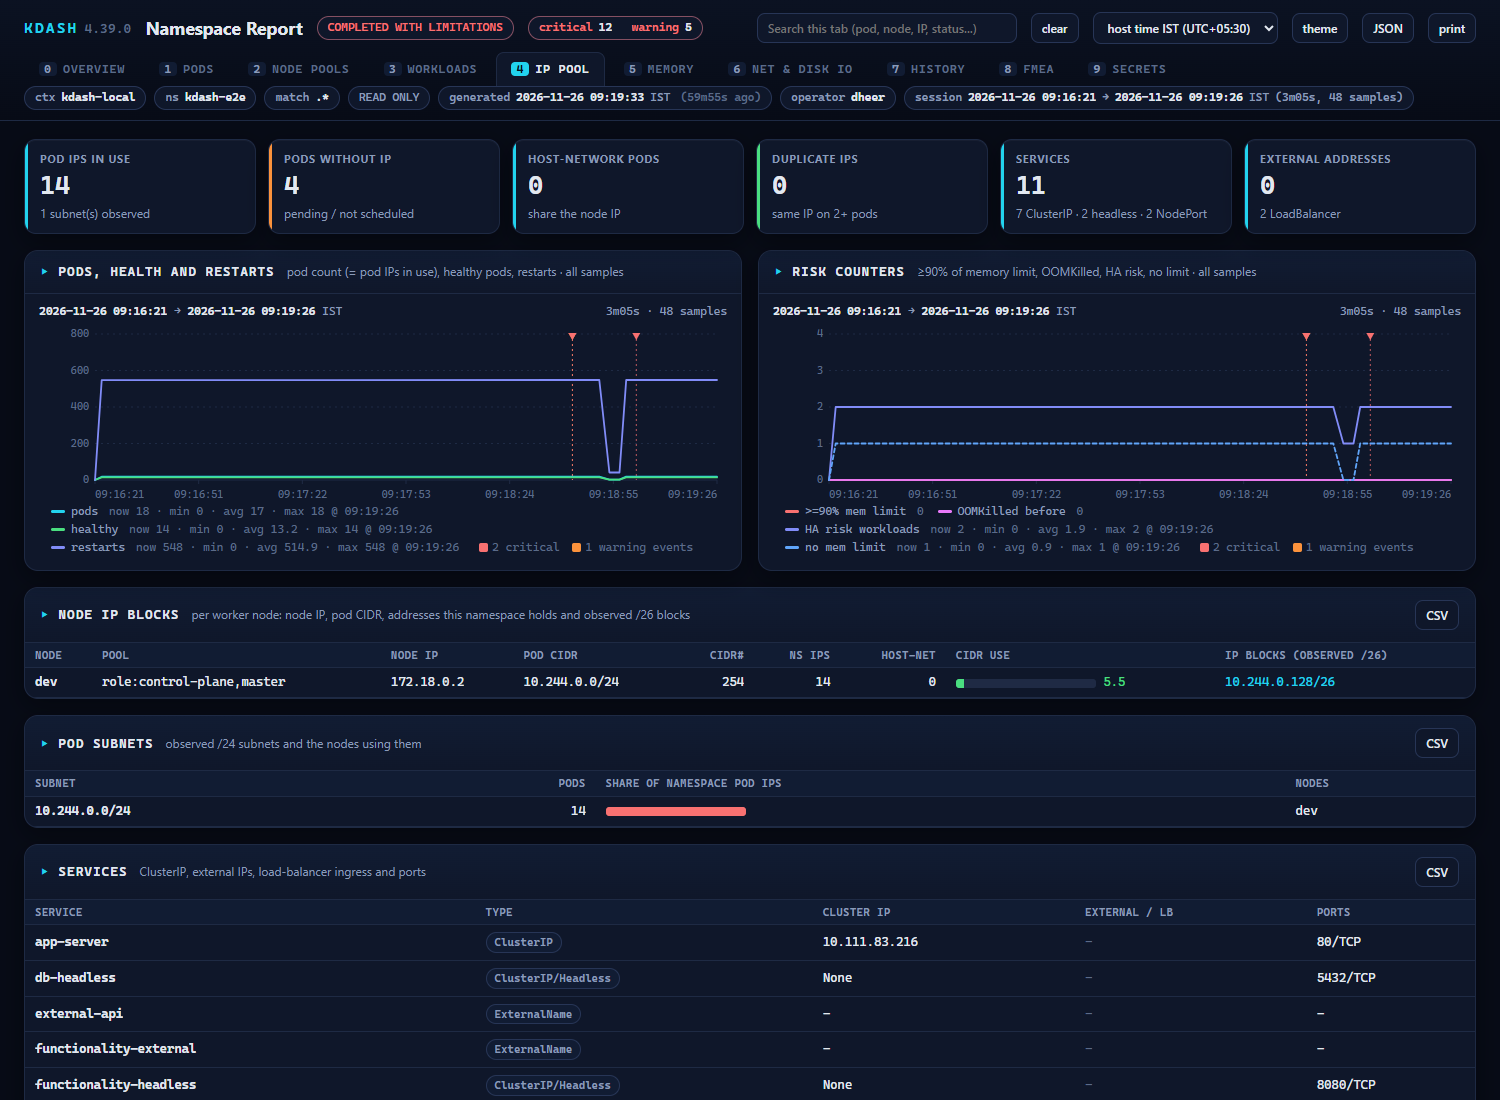 KDASH 4.39.0 Namespace Report COMPLETED WITH LIMITATIONS critical 12 warning 5 Search this tab (pod, node, IP, status...) clear host time IST (UTC+05:30) theme JSON print
0 OVERVIEW 1 PODS 2 NODE POOLS 3 WORKLOADS 4 IP POOL 5 MEMORY 6 NET & DISK IO 7 HISTORY 8 FMEA 9 SECRETS
ctx kdash-local ns kdash-e2e match .* READ ONLY generated 2026-11-26 09:19:33 IST (59m55s ago) operator dheer session 2026-11-26 09:16:21 → 2026-11-26 09:19:26 IST (3m05s, 48 samples)
POD IPS IN USE
14
1 subnet(s) observed
PODS WITHOUT IP
4
pending / not scheduled
HOST-NETWORK PODS
0
share the node IP
DUPLICATE IPS
0
same IP on 2+ pods
SERVICES
11
7 ClusterIP · 2 headless · 2 NodePort
EXTERNAL ADDRESSES
0
2 LoadBalancer
PODS, HEALTH AND RESTARTS pod count (= pod IPs in use), healthy pods, restarts · all samples
2026-11-26 09:16:21 → 2026-11-26 09:19:26 IST 3m05s · 48 samples
800
600
400
200
0
09:16:21 09:16:51 09:17:22 09:17:53 09:18:24 09:18:55 09:19:26
pods now 18 · min 0 · avg 17 · max 18 @ 09:19:26
healthy now 14 · min 0 · avg 13.2 · max 14 @ 09:19:26
restarts now 548 · min 0 · avg 514.9 · max 548 @ 09:19:26 2 critical 1 warning events
RISK COUNTERS ≥90% of memory limit, OOMKilled, HA risk, no limit · all samples
2026-11-26 09:16:21 → 2026-11-26 09:19:26 IST 3m05s · 48 samples
4
3
2
1
0
09:16:21 09:16:51 09:17:22 09:17:53 09:18:24 09:18:55 09:19:26
>=90% mem limit 0 OOMKilled before 0
HA risk workloads now 2 · min 0 · avg 1.9 · max 2 @ 09:19:26
no mem limit now 1 · min 0 · avg 0.9 · max 1 @ 09:19:26 2 critical 1 warning events
NODE IP BLOCKS per worker node: node IP, pod CIDR, addresses this namespace holds and observed /26 blocks CSV
NODE POOL NODE IP POD CIDR CIDR# NS IPS HOST-NET CIDR USE IP BLOCKS (OBSERVED /26)
dev role:control-plane,master 172.18.0.2 10.244.0.0/24 254 14 0 5.5 10.244.0.128/26
POD SUBNETS observed /24 subnets and the nodes using them CSV
SUBNET PODS SHARE OF NAMESPACE POD IPS NODES
10.244.0.0/24 14 dev
SERVICES ClusterIP, external IPs, load-balancer ingress and ports CSV
SERVICE TYPE CLUSTER IP EXTERNAL / LB PORTS
app-server ClusterIP 10.111.83.216 – 80/TCP
db-headless ClusterIP/Headless None – 5432/TCP
external-api ExternalName – – –
functionality-external ExternalName – – –
functionality-headless ClusterIP/Headless None – 8080/TCP